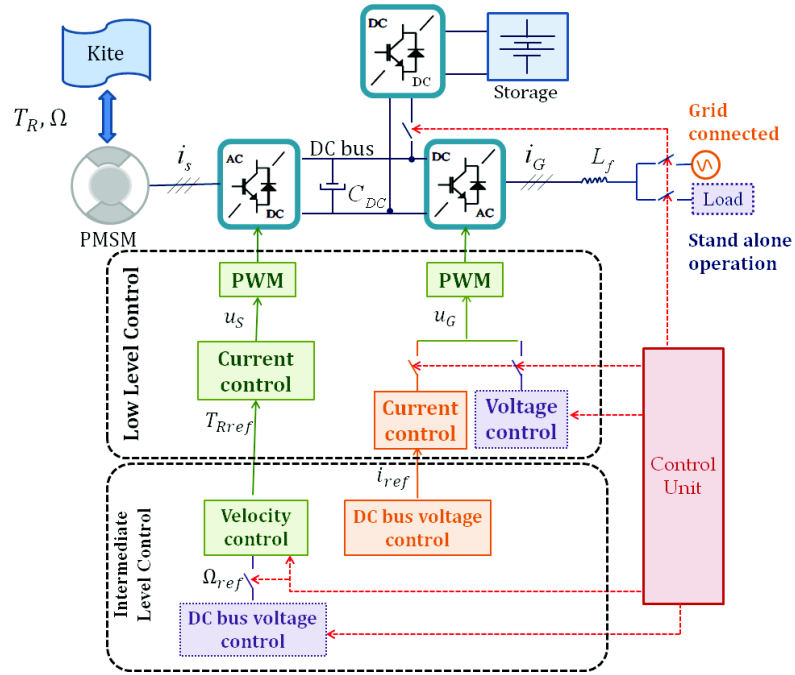 Kite
T_R, Ω
PMSM
i_s
AC
DC
DC bus
C_DC
DC
DC
Storage
DC
AC
i_G
L_f
Grid
connected
Load
Stand alone
operation
Low Level Control
PWM
PWM
u_S
u_G
Current
control
Current
control
Voltage
control
T_Rref
i_ref
Control
Unit
Intermediate
Level Control
Velocity
control
DC bus voltage
control
Ω_ref
DC bus voltage
control